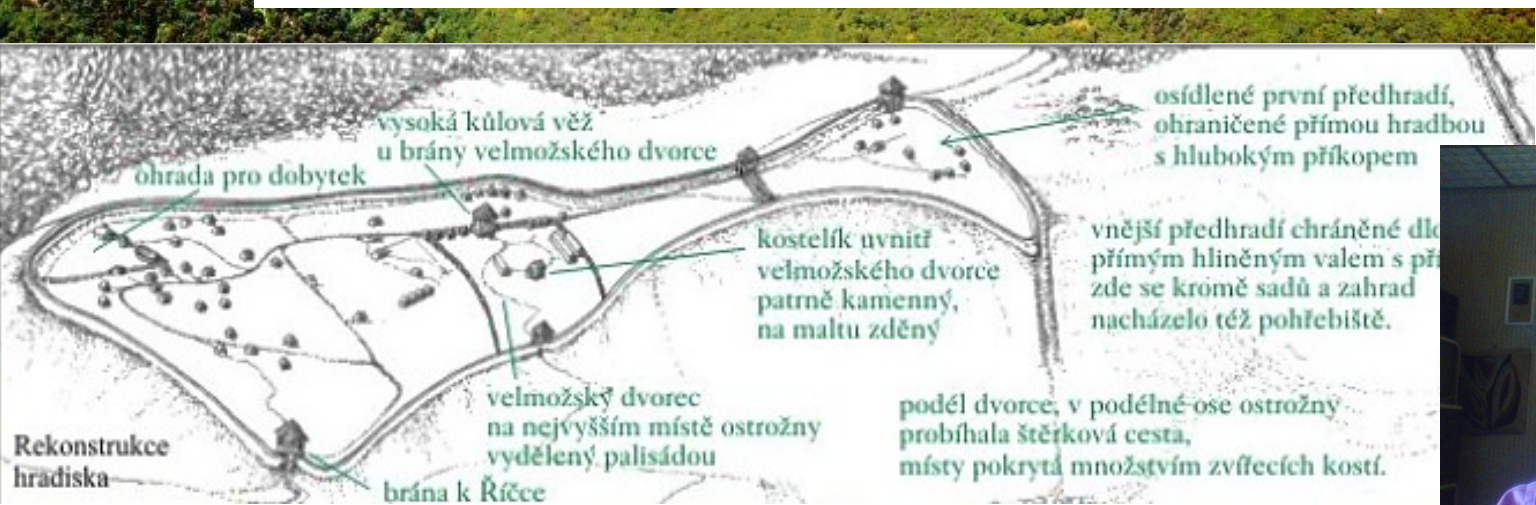 vysoká kůlová věž
u brány velmožského dvorce
ohrada pro dobytek
osídlené první předhradí,
ohraničené přímou hradbou
s hlubokým příkopem
kostelík uvnitř
velmožského dvorce
patrně kamenný,
na maltu zděný
vnější předhradí chráněné
přímým hliněným valem s
zde se kromě sadů a zahrad
nacházelo též pohřebiště.
velmožský dvorec
na nejvyšším místě ostrožny
vydělený palisádou
podél dvorce, v podélné ose ostrožny
probíhala štěrková cesta,
místy pokrytá množstvím zvířecích kostí.
Rekonstrukce
hradiska
brána k Říčce